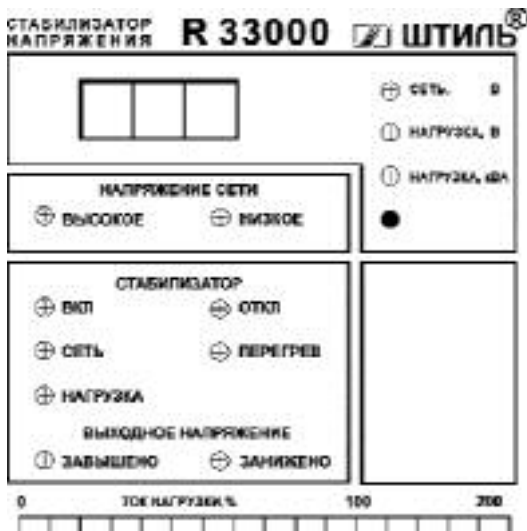 СТАБИЛИЗАТОР
НАПРЯЖЕНИЯ
R 33000
ШТИЛЬ®
СЕТЬ, В
НАГРУЗКА, В
НАГРУЗКА, кВА
НАПРЯЖЕНИЕ СЕТИ
ВЫСОКОЕ НИЗКОЕ
СТАБИЛИЗАТОР
ВКЛ ОТКЛ
СЕТЬ ПЕРЕГРЕВ
НАГРУЗКА
ВЫХОДНОЕ НАПРЯЖЕНИЕ
ЗАВЫШЕНО ЗАНИЖЕНО
0 ТОК НАГРУЗКИ, % 100 200